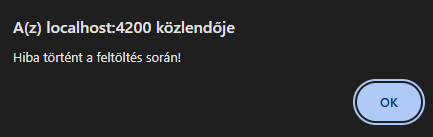 A(z) localhost:4200 közlendője
Hiba történt a feltöltés során!
OK